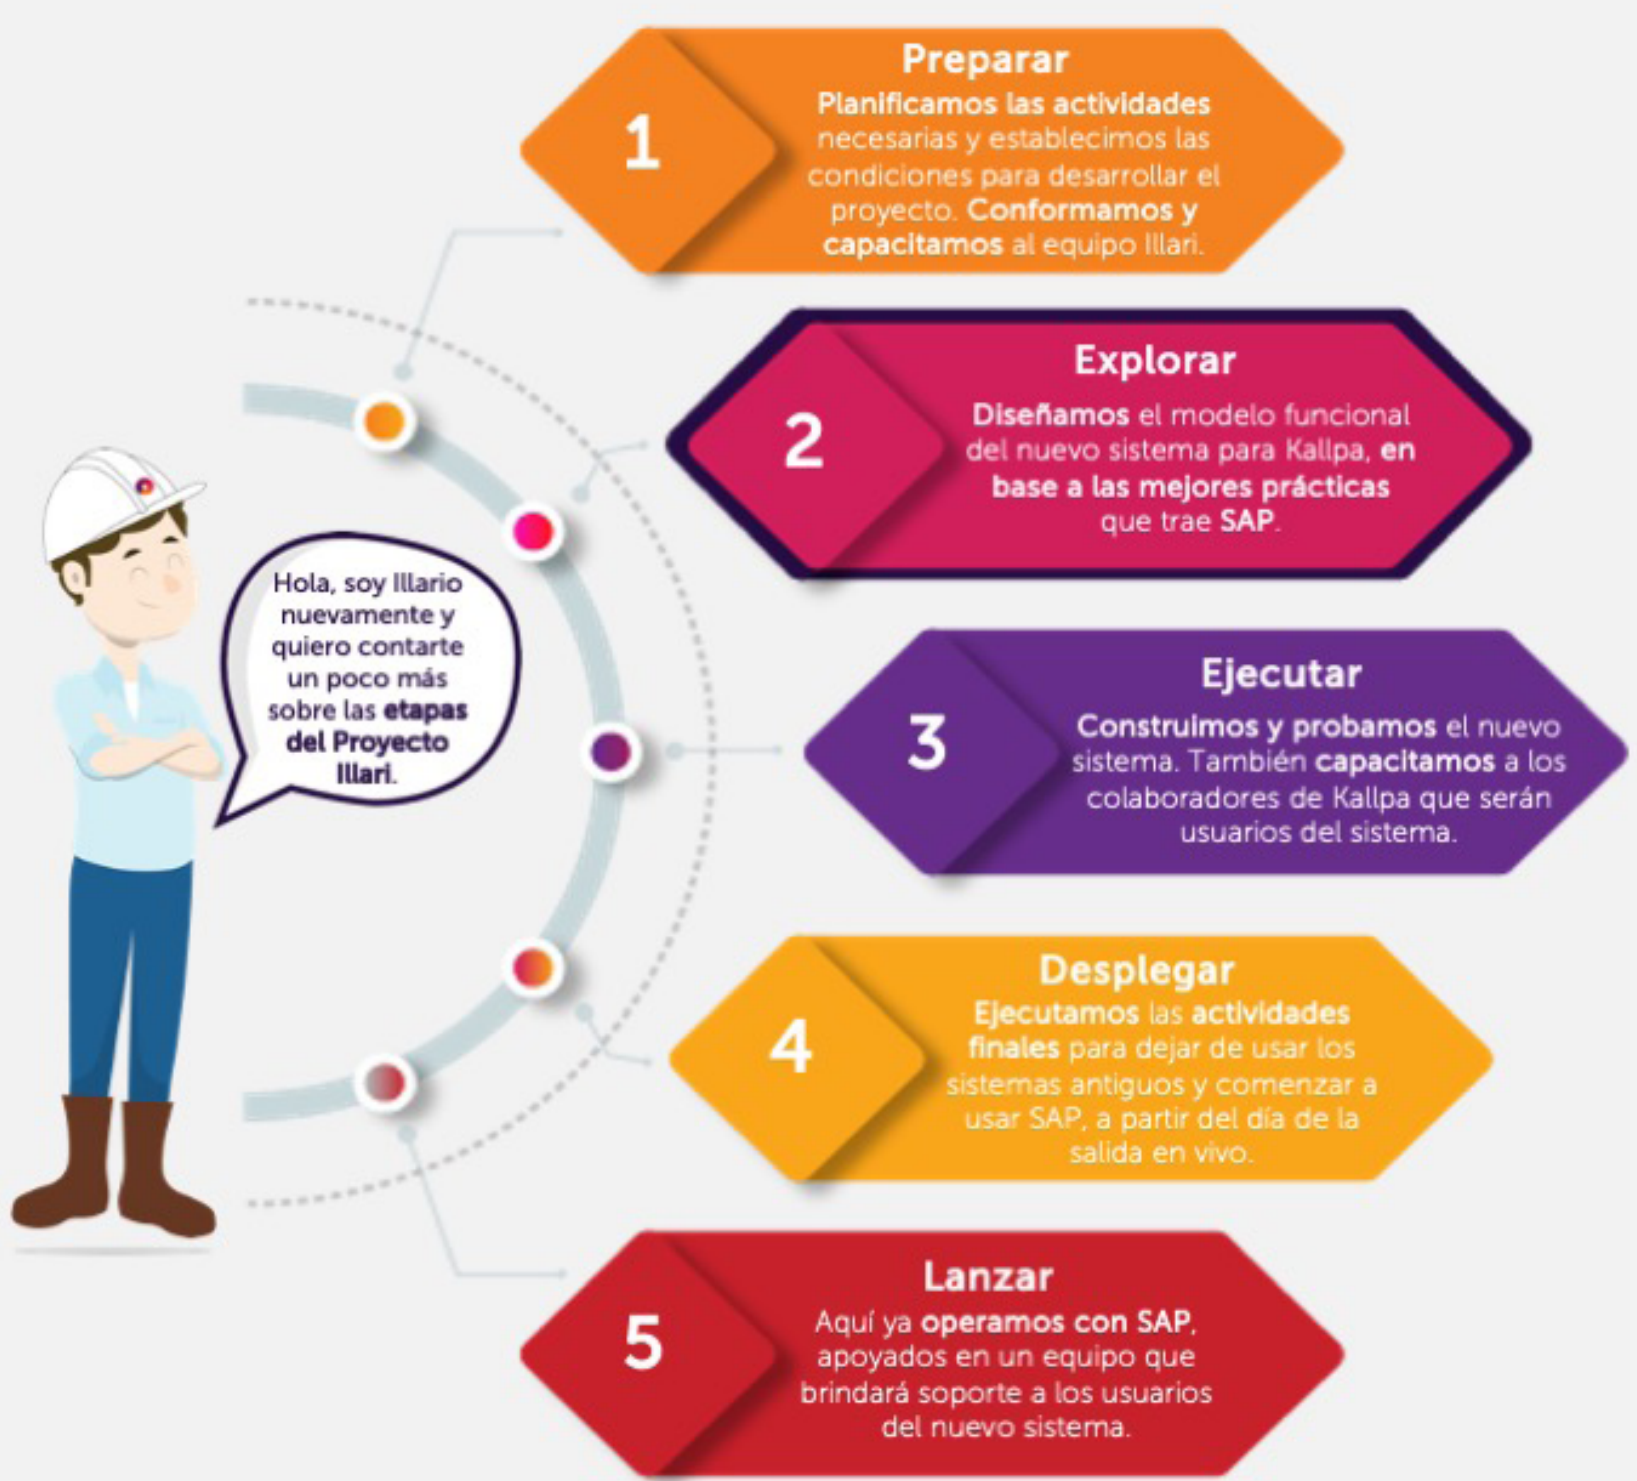 1
Preparar
Planificamos las actividades
necesarias y establecimos las
condiciones para desarrollar el
proyecto. Conformamos y
capacitamos al equipo Illari.
2
Explorar
Diseñamos el modelo funcional
del nuevo sistema para Kallpa, en
base a las mejores prácticas
que trae SAP.
Hola, soy Illario
nuevamente y
quiero contarte
un poco más
sobre las etapas
del Proyecto
Illari.
3
Ejecutar
Construimos y probamos el nuevo
sistema. También capacitamos a los
colaboradores de Kallpa que serán
usuarios del sistema.
4
Desplegar
Ejecutamos las actividades
finales para dejar de usar los
sistemas antiguos y comenzar a
usar SAP, a partir del día de la
salida en vivo.
5
Lanzar
Aquí ya operamos con SAP,
apoyados en un equipo que
brindará soporte a los usuarios
del nuevo sistema.